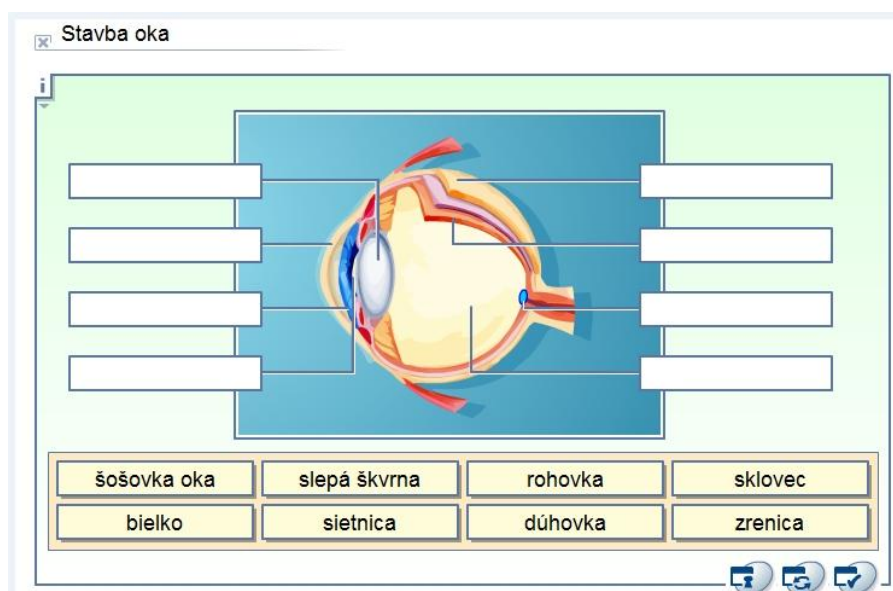 Stavba oka
i
šošovka oka slepá škvrna rohovka sklovec
bielko sietnica dúhovka zrenica